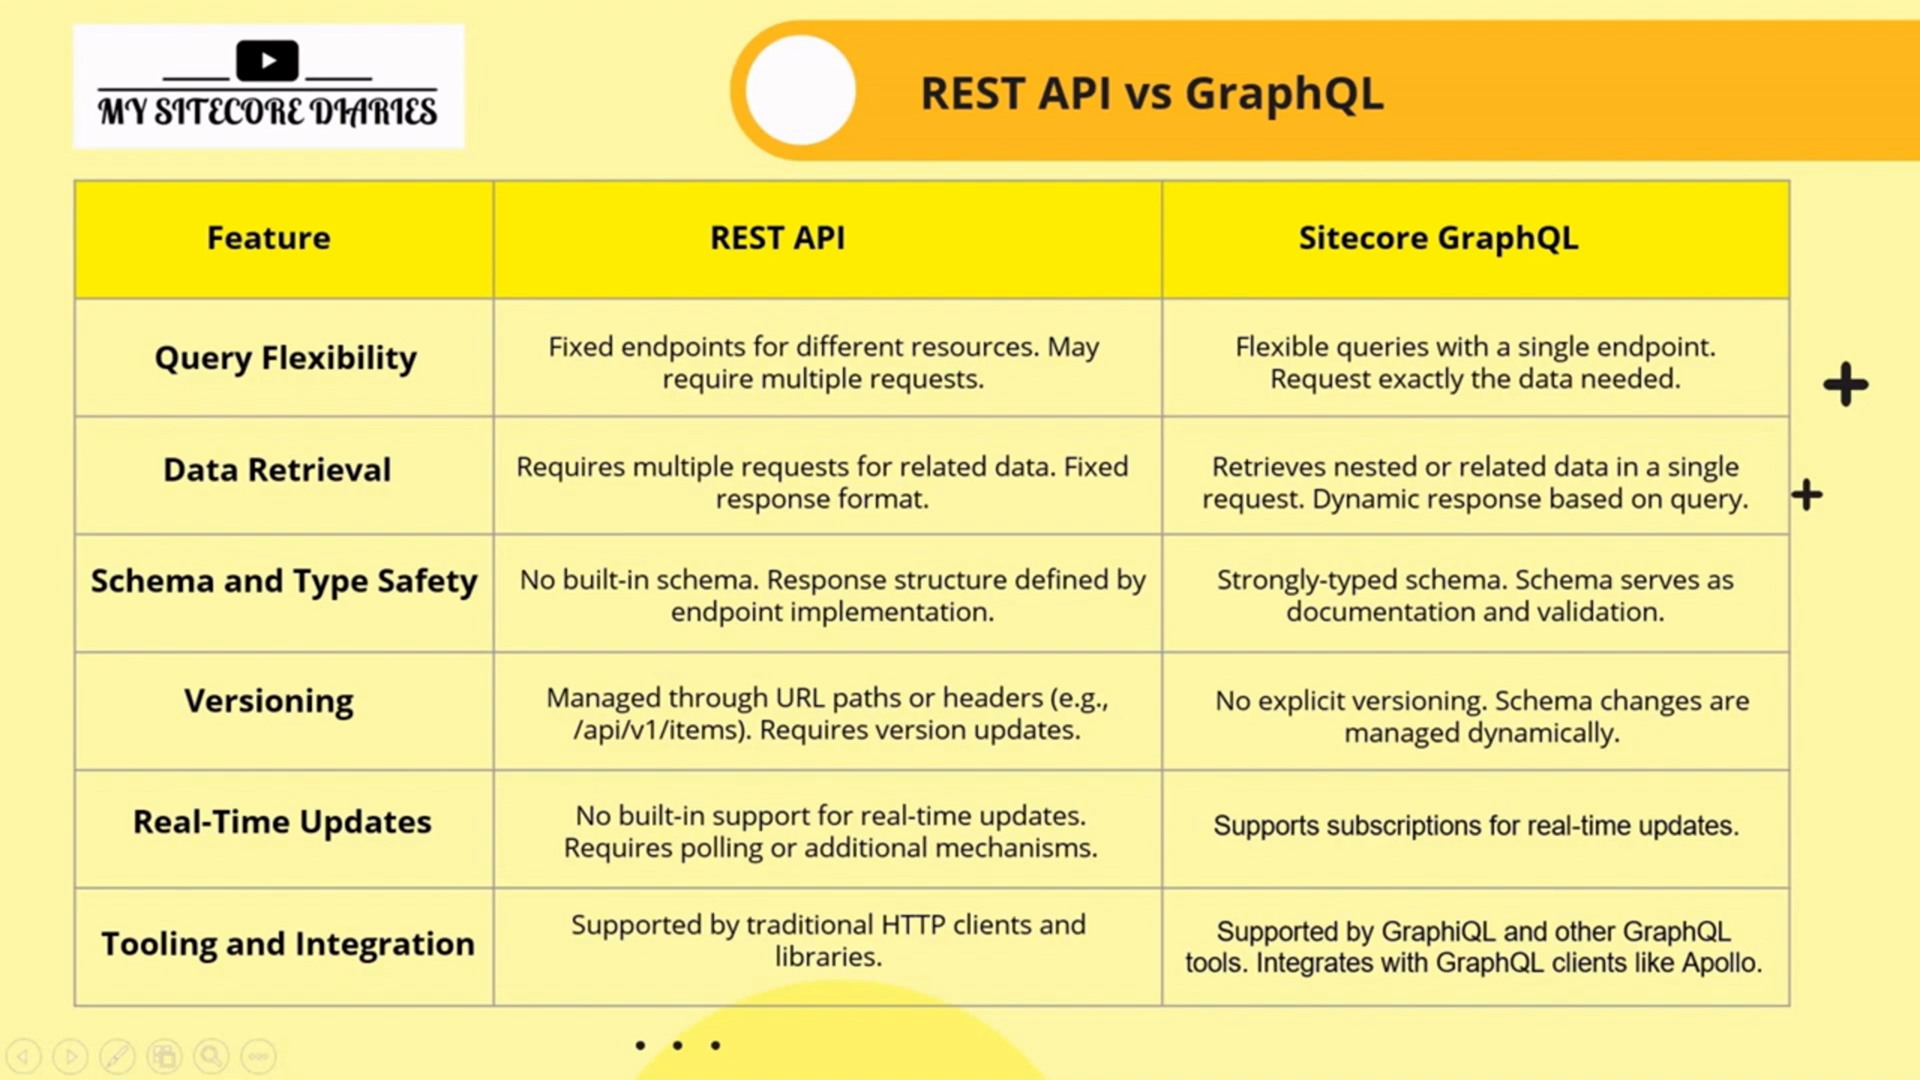 MY SITECORE DIARIES
REST API vs GraphQL
Feature
REST API
Sitecore GraphQL
Query Flexibility
Fixed endpoints for different resources. May
require multiple requests.
Flexible queries with a single endpoint.
Request exactly the data needed.
Data Retrieval
Requires multiple requests for related data. Fixed
response format.
Retrieves nested or related data in a single
request. Dynamic response based on query.
Schema and Type Safety
No built-in schema. Response structure defined by
endpoint implementation.
Strongly-typed schema. Schema serves as
documentation and validation.
Versioning
Managed through URL paths or headers (e.g.,
/api/v1/items). Requires version updates.
No explicit versioning. Schema changes are
managed dynamically.
Real-Time Updates
No built-in support for real-time updates.
Requires polling or additional mechanisms.
Supports subscriptions for real-time updates.
Tooling and Integration
Supported by traditional HTTP clients and
libraries.
Supported by GraphiQL and other GraphQL
tools. Integrates with GraphQL clients like Apollo.